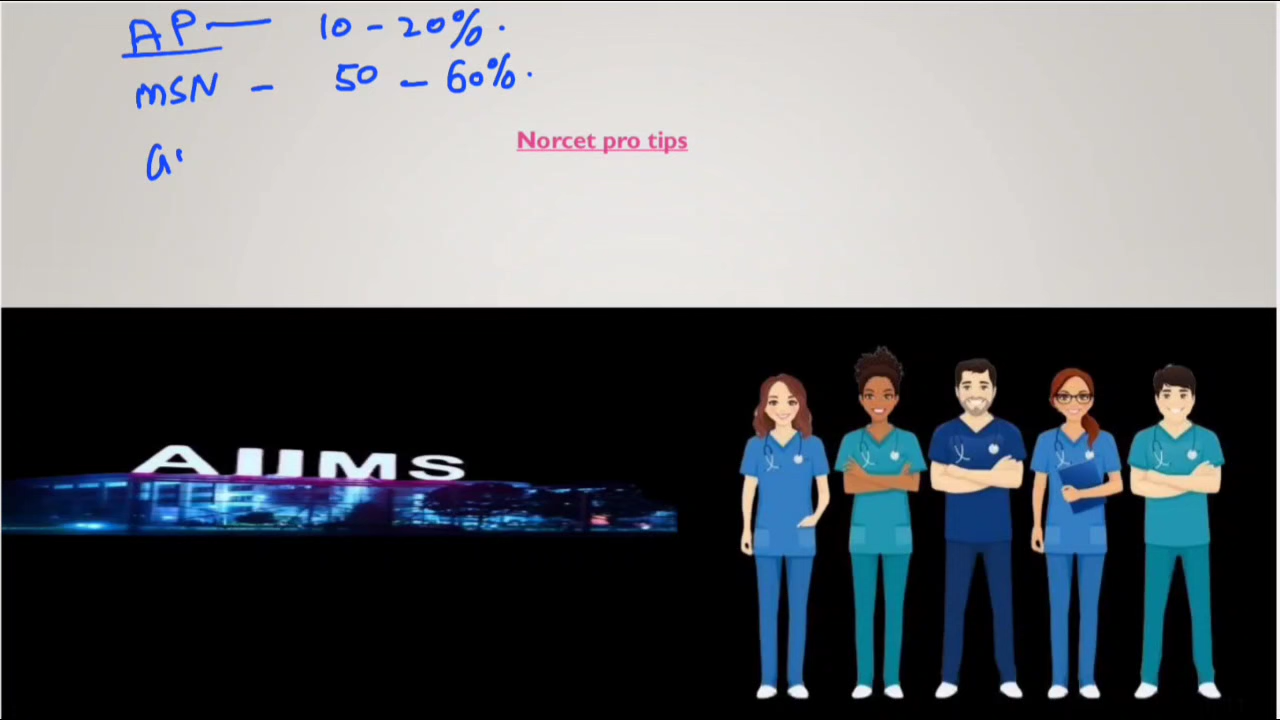 AP — 10 - 20%.
MSN - 50 - 60%.
Norcet pro tips
AIIMS